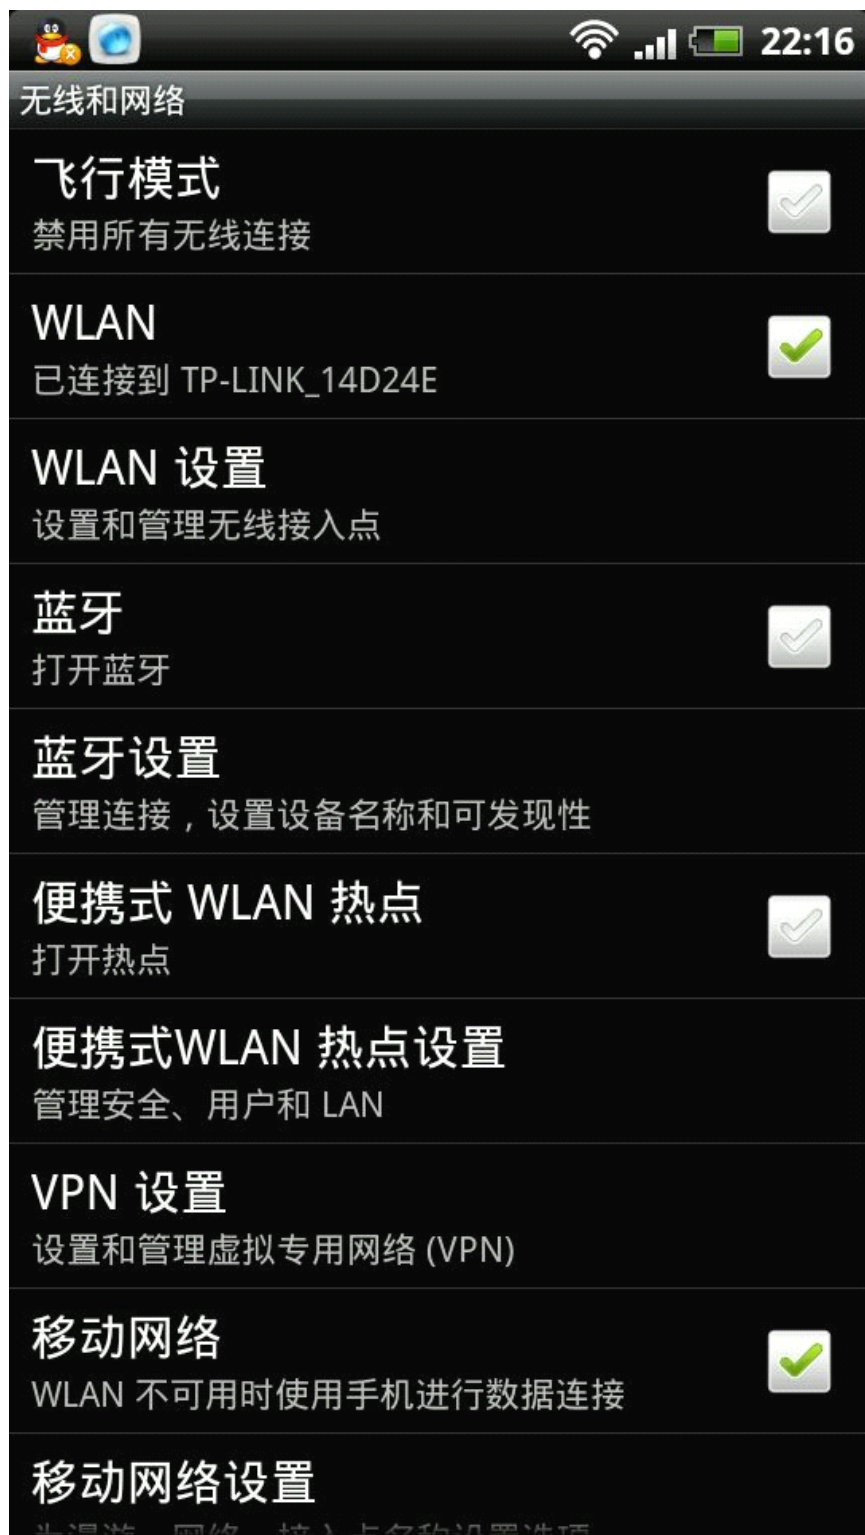 22:16
无线和网络
飞行模式
禁用所有无线连接
WLAN
已连接到 TP-LINK_14D24E
WLAN 设置
设置和管理无线接入点
蓝牙
打开蓝牙
蓝牙设置
管理连接，设置设备名称和可发现性
便携式 WLAN 热点
打开热点
便携式WLAN 热点设置
管理安全、用户和 LAN
VPN 设置
设置和管理虚拟专用网络 (VPN)
移动网络
WLAN 不可用时使用手机进行数据连接
移动网络设置